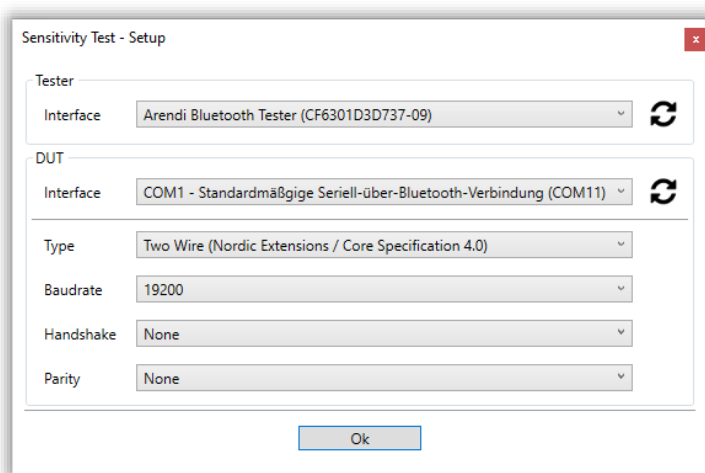 Sensitivity Test - Setup
x
Tester
Interface Arendi Bluetooth Tester (CF6301D3D737-09)
DUT
Interface COM1 - Standardmäßgige Seriell-über-Bluetooth-Verbindung (COM11)
Type Two Wire (Nordic Extensions / Core Specification 4.0)
Baudrate 19200
Handshake None
Parity None
Ok